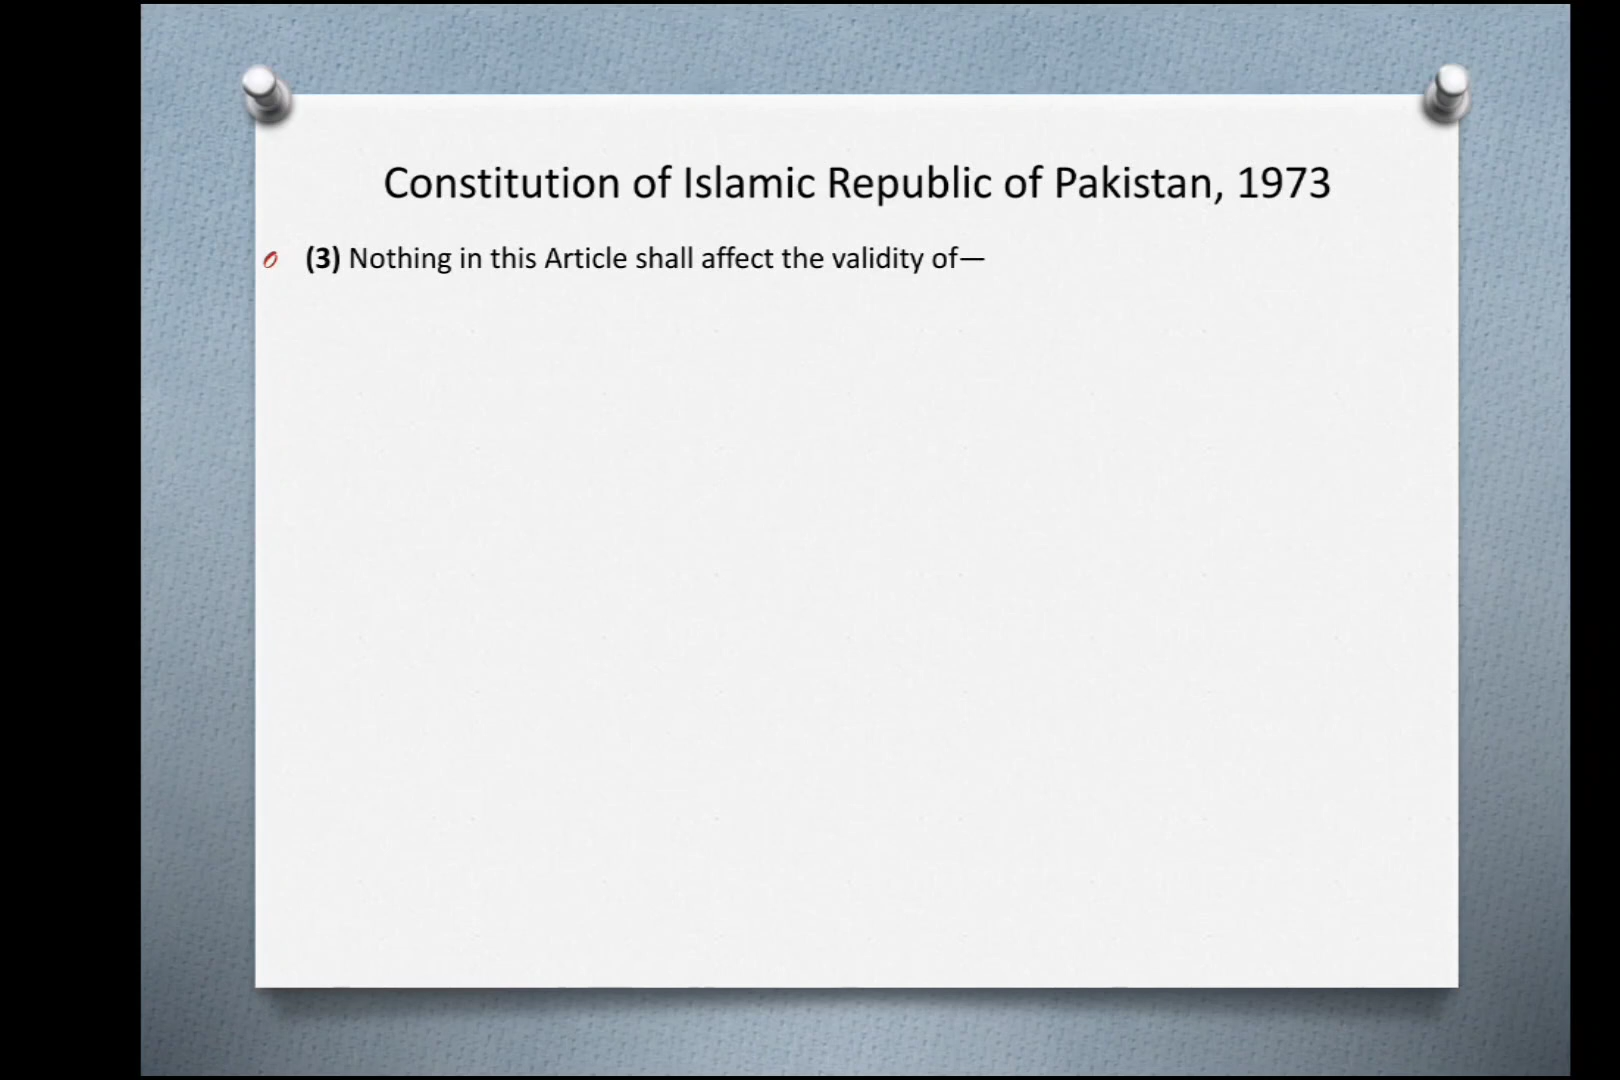 Constitution of Islamic Republic of Pakistan, 1973
(3) Nothing in this Article shall affect the validity of—